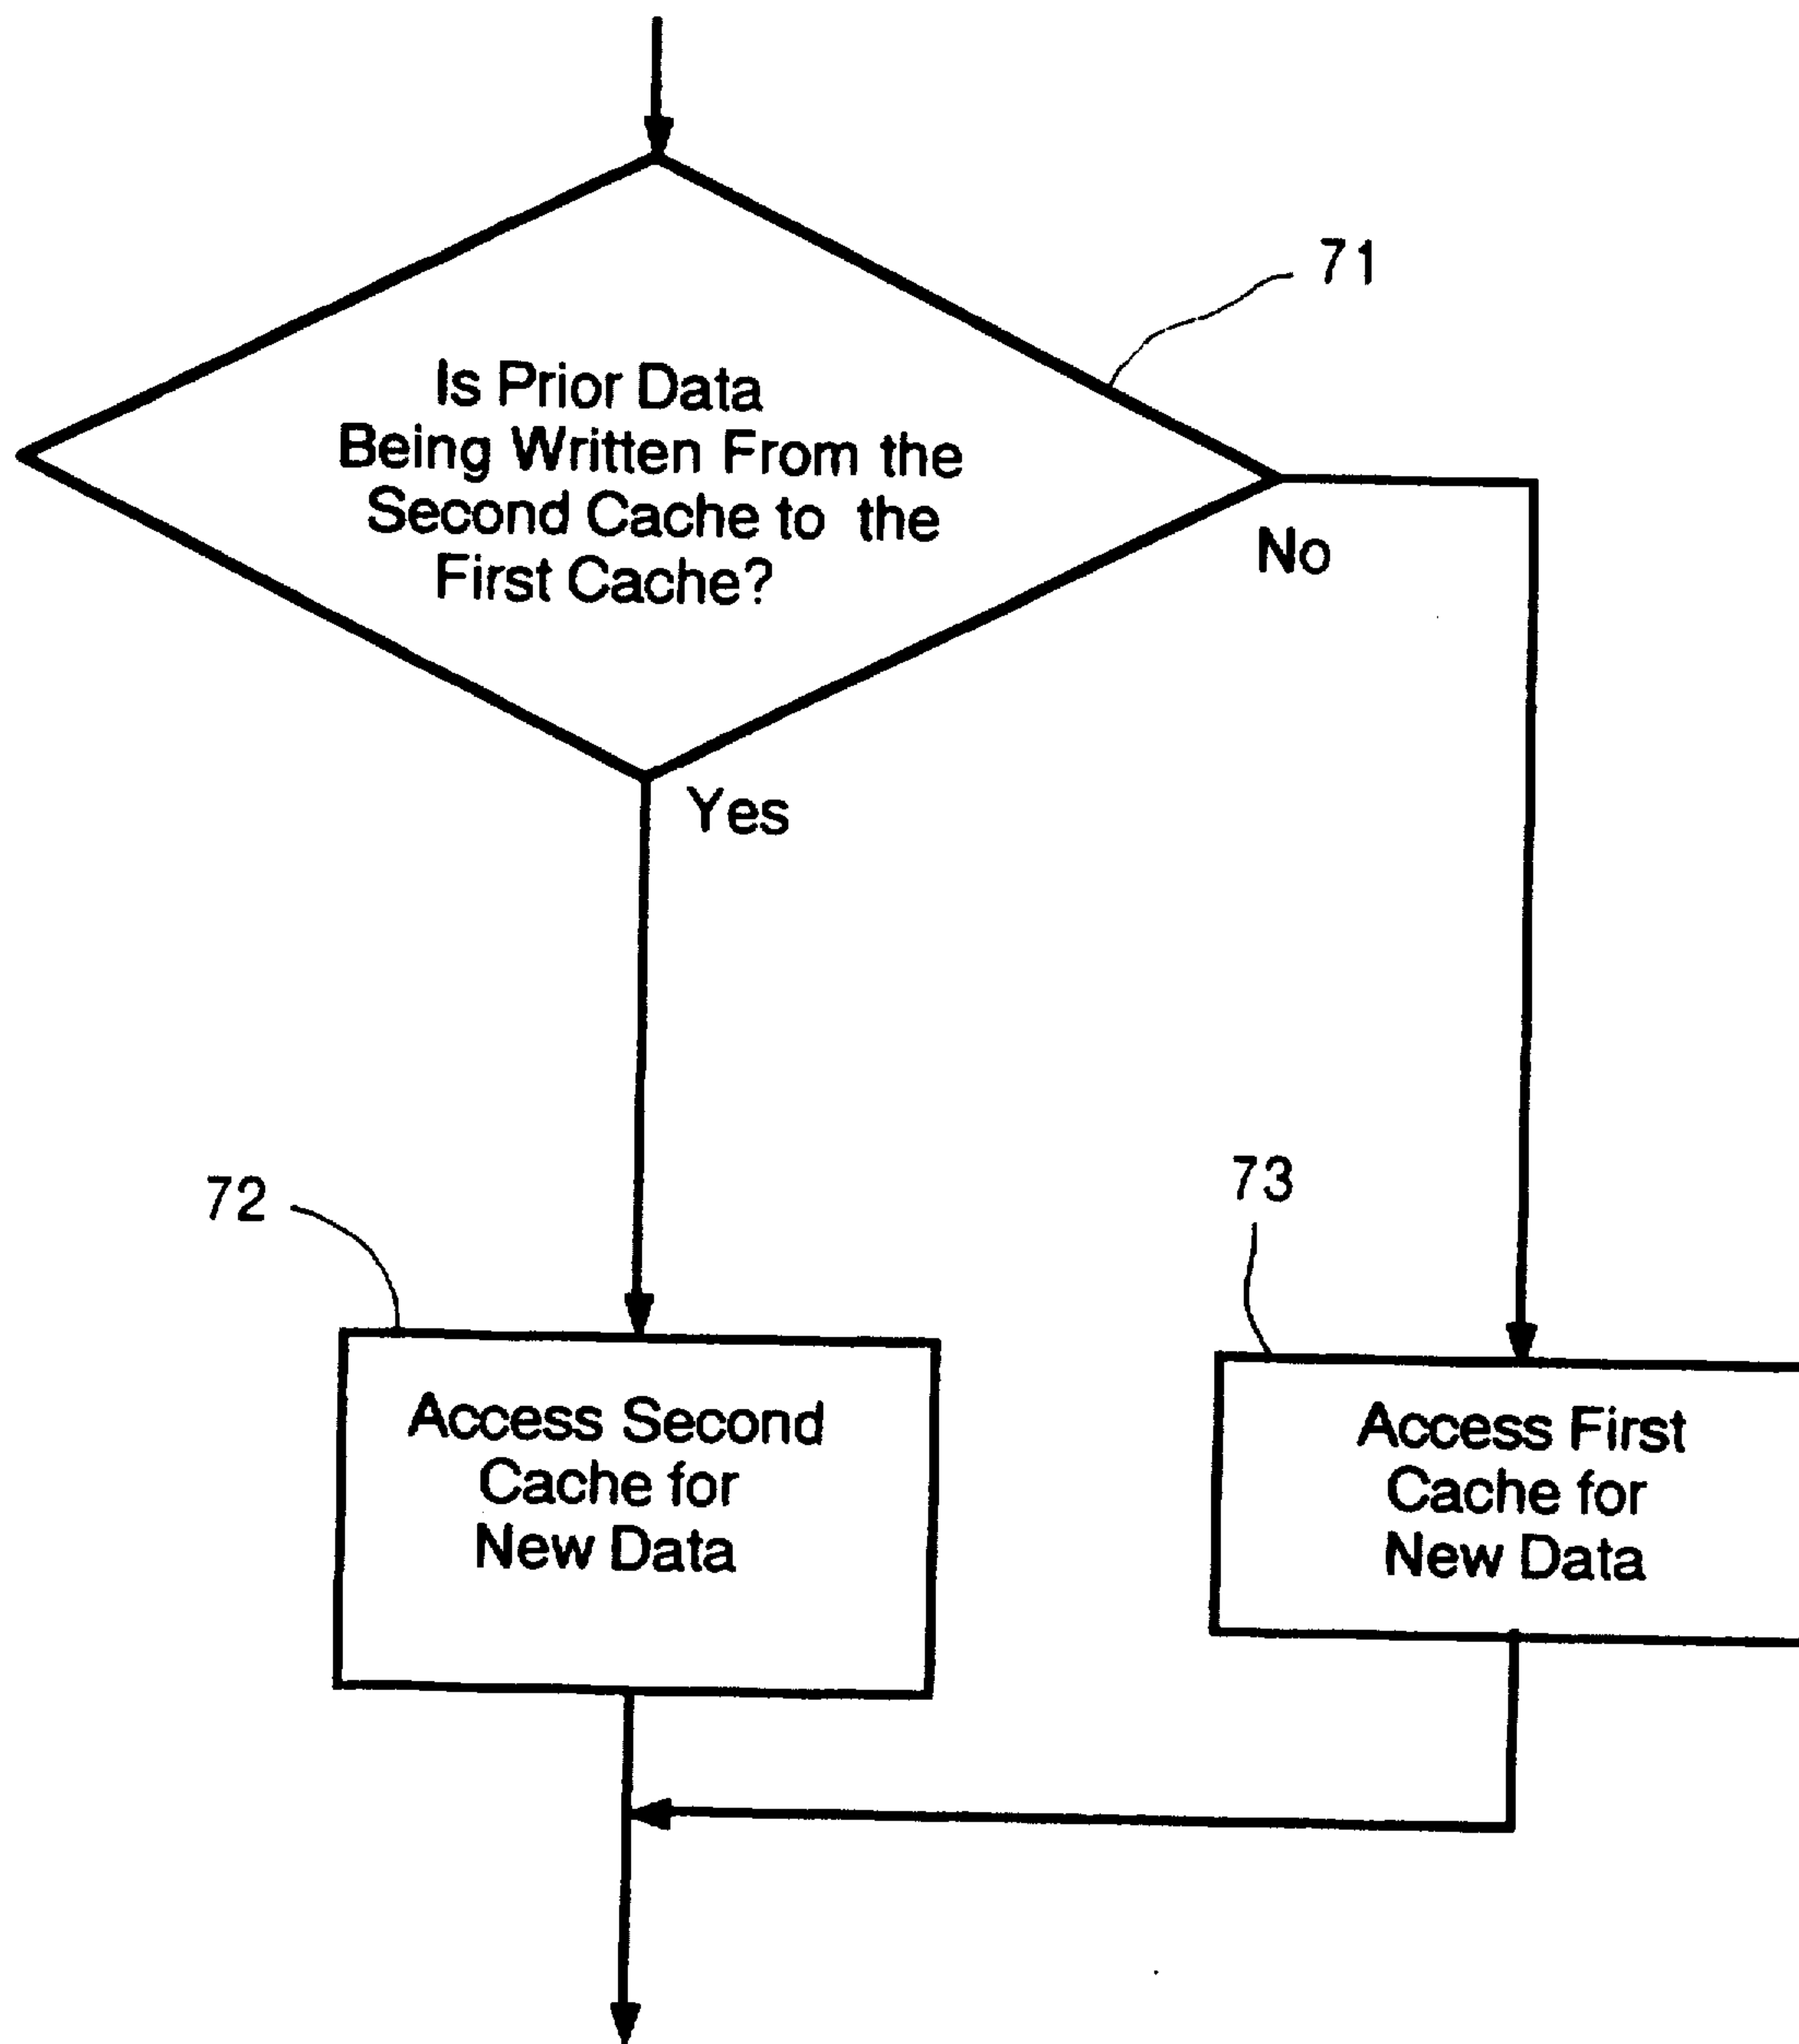 71
Is Prior Data
Being Written From the
Second Cache to the
First Cache?
No
Yes
72
73
Access Second
Cache for
New Data
Access First
Cache for
New Data